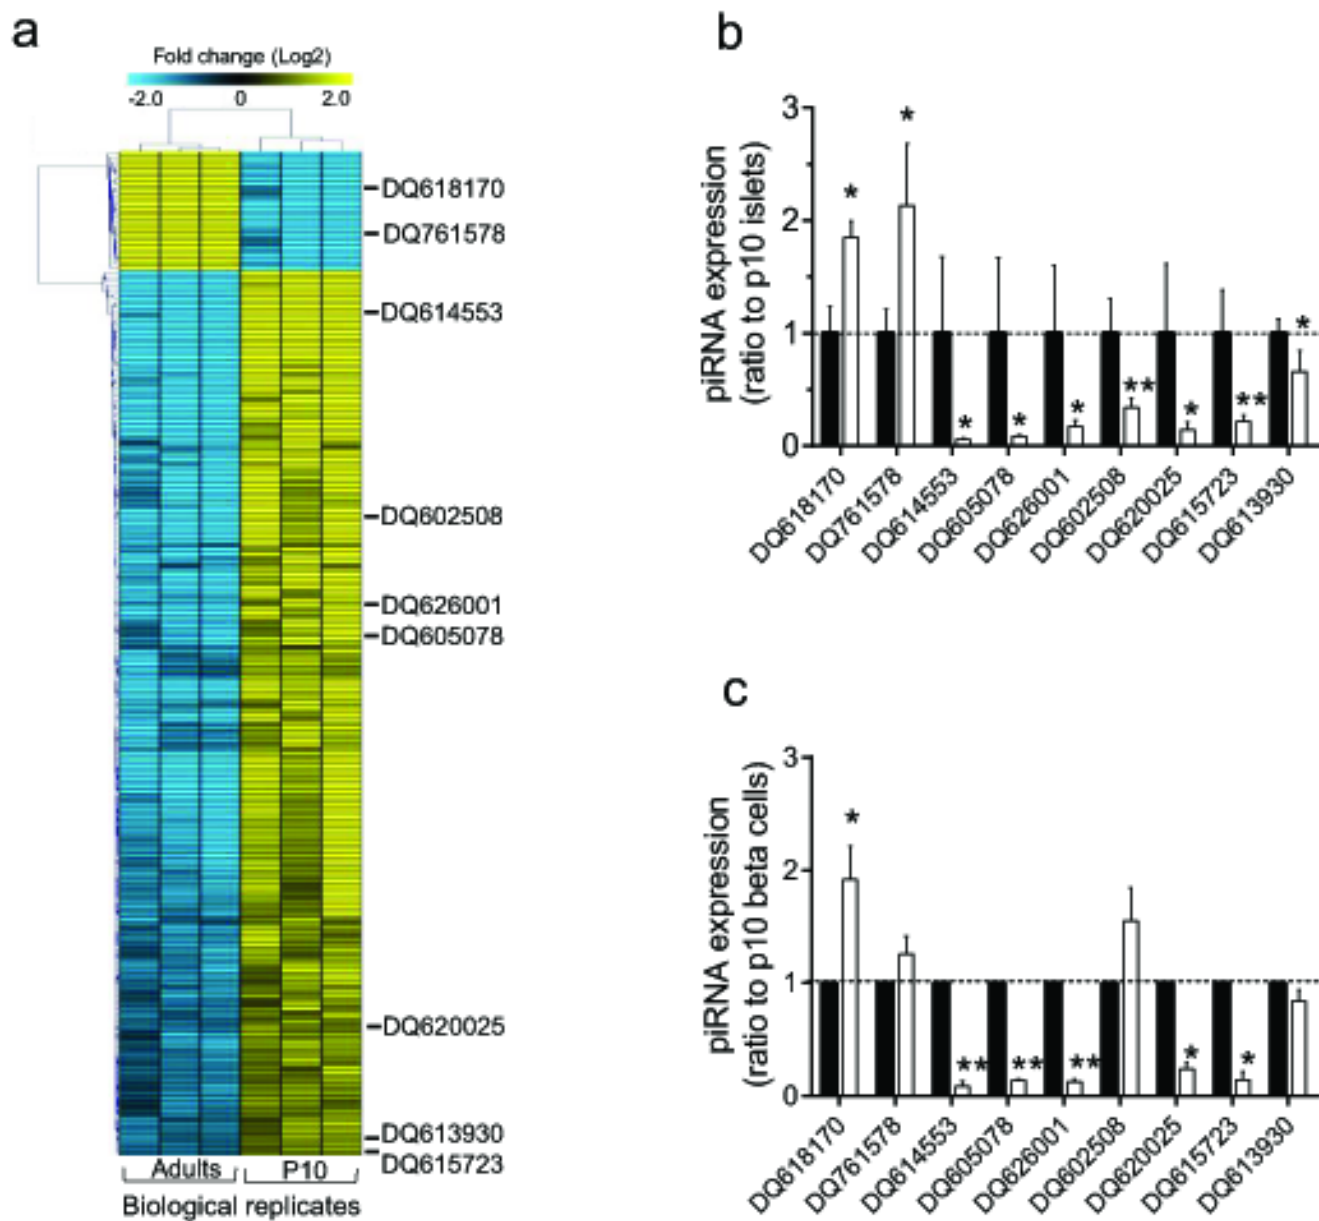 a
Fold change (Log2)
-2.0 0 2.0
DQ618170
DQ761578
DQ614553
DQ602508
DQ626001
DQ605078
DQ620025
DQ613930
DQ615723
Adults P10
Biological replicates
b
piRNA expression
(ratio to p10 islets)
3
2
1
0
* * * * * ** * ** *
DQ618170
DQ761578
DQ614553
DQ605078
DQ626001
DQ602508
DQ620025
DQ615723
DQ613930
c
piRNA expression
(ratio to p10 beta cells)
3
2
1
0
* ** ** ** * *
DQ618170
DQ761578
DQ614553
DQ605078
DQ626001
DQ602508
DQ620025
DQ615723
DQ613930